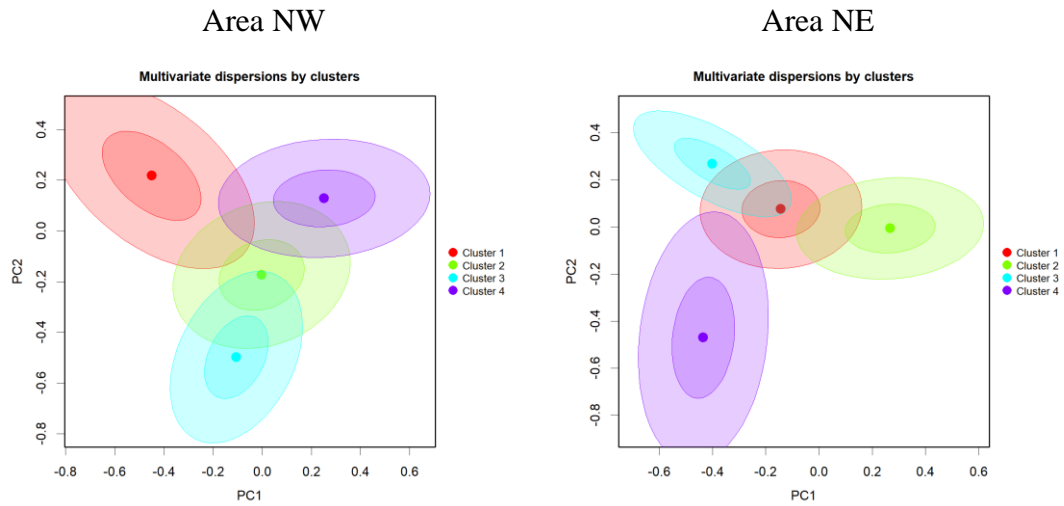 Area NW
Multivariate dispersions by clusters
PC2
0.4
0.2
0.0
-0.2
-0.4
-0.6
-0.8
-0.8 -0.6 -0.4 -0.2 0.0 0.2 0.4 0.6
PC1
Cluster 1
Cluster 2
Cluster 3
Cluster 4
Area NE
Multivariate dispersions by clusters
PC2
0.4
0.2
0.0
-0.2
-0.4
-0.6
-0.8
-0.6 -0.4 -0.2 0.0 0.2 0.4 0.6
PC1
Cluster 1
Cluster 2
Cluster 3
Cluster 4